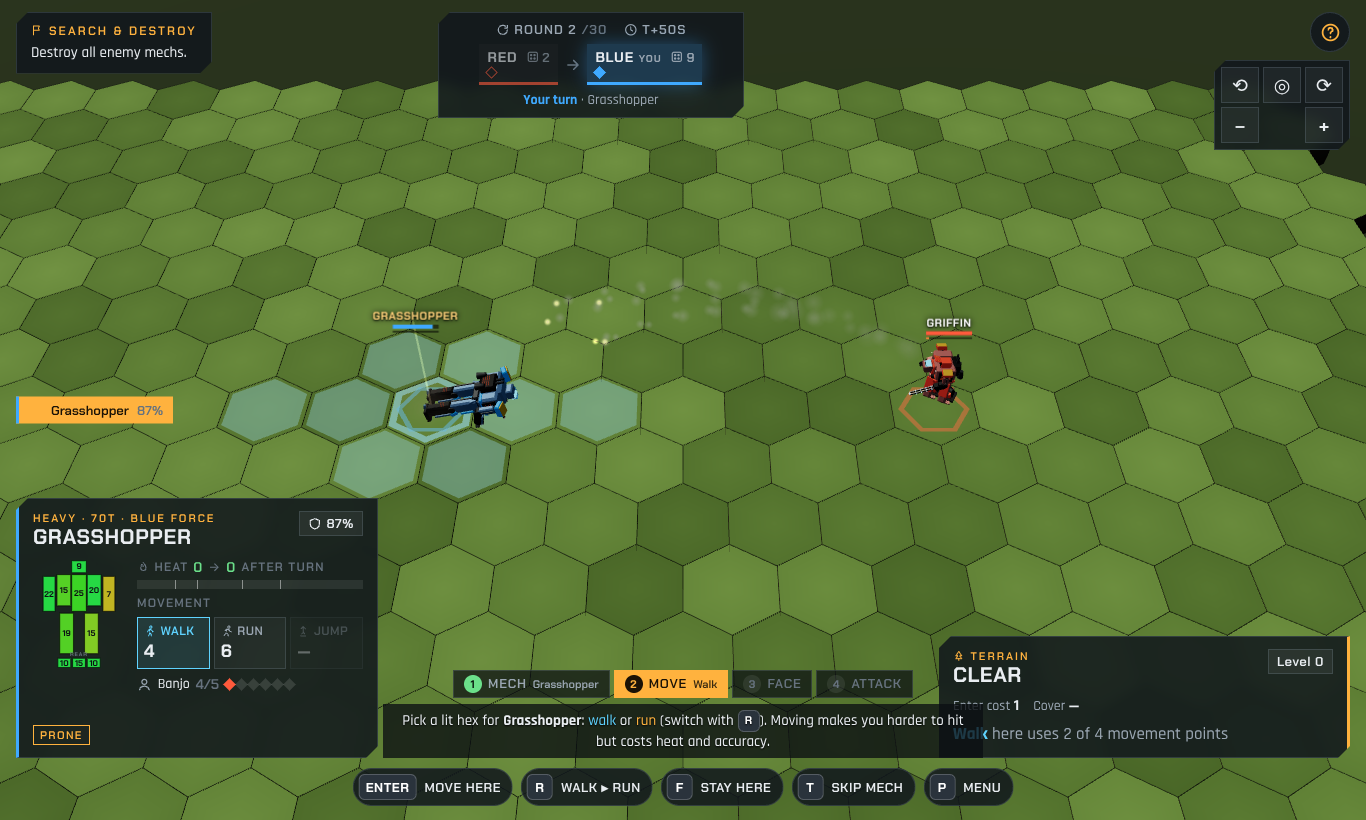 SEARCH & DESTROY
Destroy all enemy mechs.
ROUND 2 /30 T+50S
RED 2 → BLUE YOU 9
Your turn · Grasshopper
GRASSHOPPER
GRIFFIN
Grasshopper 87%
HEAVY · 70T · BLUE FORCE
GRASSHOPPER
87%
HEAT 0 → 0 AFTER TURN
MOVEMENT
WALK 4
RUN 6
JUMP —
9
22 15 25 20 7
19 15
REAR
10 15 10
Banjo 4/5
PRONE
1 MECH Grasshopper
2 MOVE Walk
3 FACE
4 ATTACK
Pick a lit hex for Grasshopper: walk or run (switch with R). Moving makes you harder to hit
but costs heat and accuracy.
TERRAIN
CLEAR
Level 0
Enter cost 1 Cover —
Walk here uses 2 of 4 movement points
ENTER MOVE HERE
R WALK ▸ RUN
F STAY HERE
T SKIP MECH
P MENU